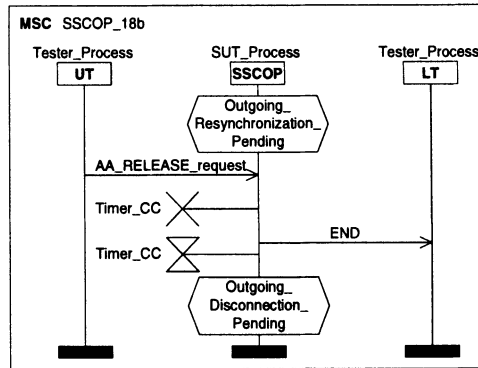 MSC SSCOP_18b
Tester_Process SUT_Process Tester_Process
UT SSCOP LT
Outgoing_
Resynchronization_
Pending
AA_RELEASE_request
Timer_CC
END
Timer_CC
Outgoing_
Disconnection_
Pending